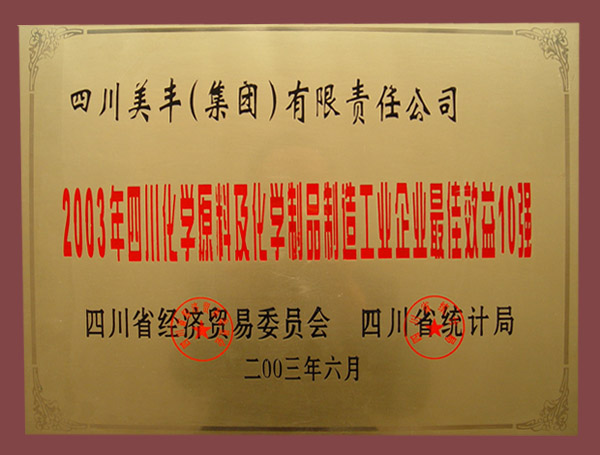 四川美丰(集团)有限责任公司
2003年四川化学原料及化学制品制造工业企业最佳效益10强
四川省经济贸易委员会 四川省统计局
二00三年六月